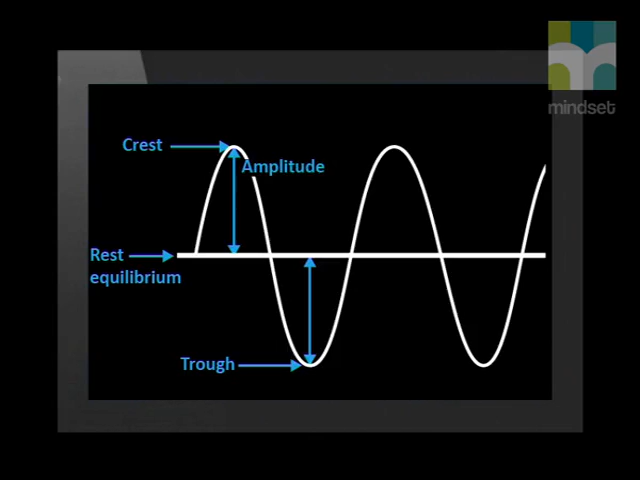 mindset
Crest
Amplitude
Rest
equilibrium
Trough